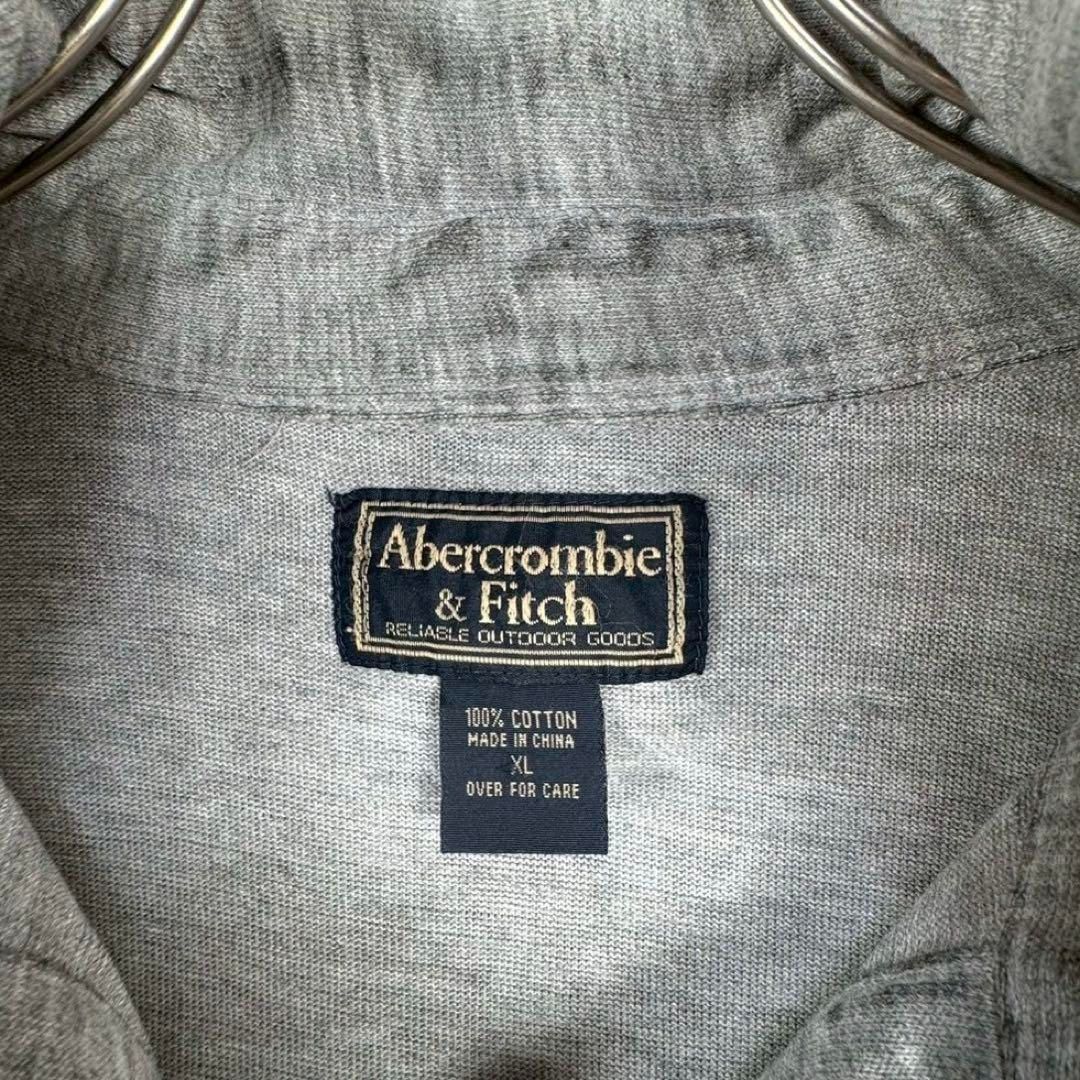 Abercrombie
& Fitch
RELIABLE OUTDOOR GOODS
100% COTTON
MADE IN CHINA
XL
OVER FOR CARE